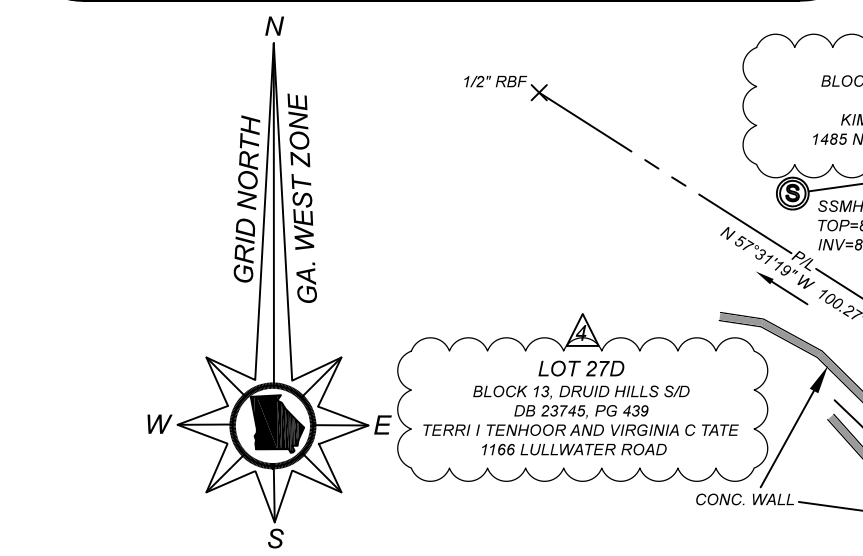 N
GRID NORTH
GA. WEST ZONE
W
E
S
1/2" RBF
BLOC
KIM
1485 N
S
SSMH
TOP=8
INV=8
P/L
N 57°31'19" W 100.27
4
LOT 27D
BLOCK 13, DRUID HILLS S/D
DB 23745, PG 439
TERRI I TENHOOR AND VIRGINIA C TATE
1166 LULLWATER ROAD
CONC. WALL